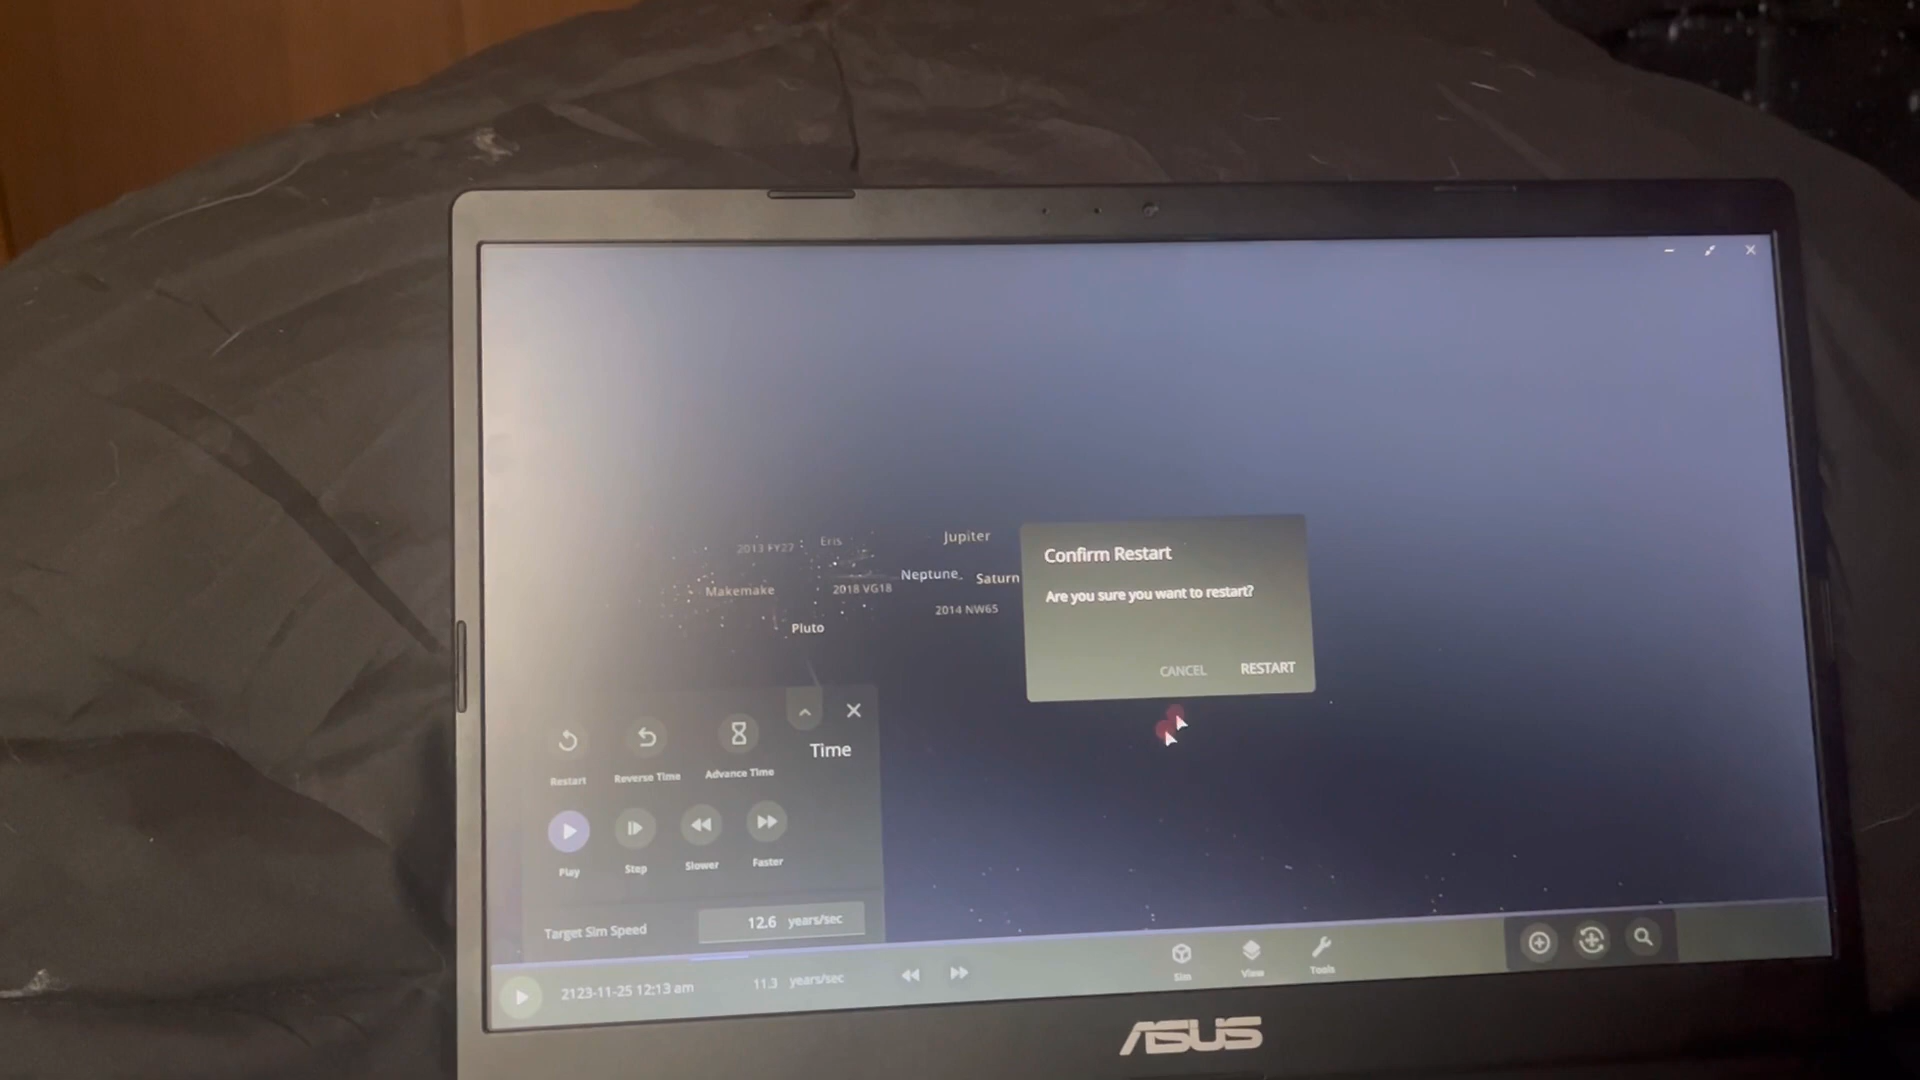 2013 FY27
Eris
Jupiter
Makemake
2018 VG18
Neptune
Saturn
2014 NW65
Pluto
Confirm Restart
Are you sure you want to restart?
CANCEL
RESTART
Time
Restart
Reverse Time
Advance Time
Play
Step
Slower
Faster
Target Sim Speed
12.6 years/sec
2123-11-25 12:13 am
11.3 years/sec
Sim
View
Tools
ASUS